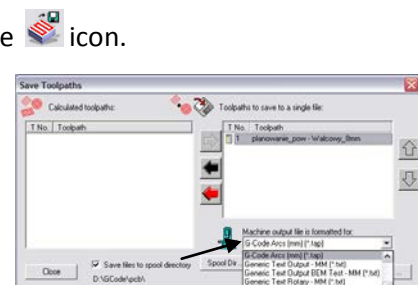 e icon.
Save Toolpaths
Calculated toolpaths:
Toolpaths to save to a single file:
T No. Toolpath
T No. Toolpath
1 planowanie_pow - Walcowy_8mm
Machine output file is formatted for:
G-Code Arcs (mm) (*.tap)
G-Code Arcs (mm) (*.tap)
Generic Text Output - MM (*.txt)
Generic Text Output BEM Test - MM (*.txt)
Generic Text Rotary - MM (*.txt)
Save files to spool directory
Spool Dir...
Close
D:\GCode\pcb\